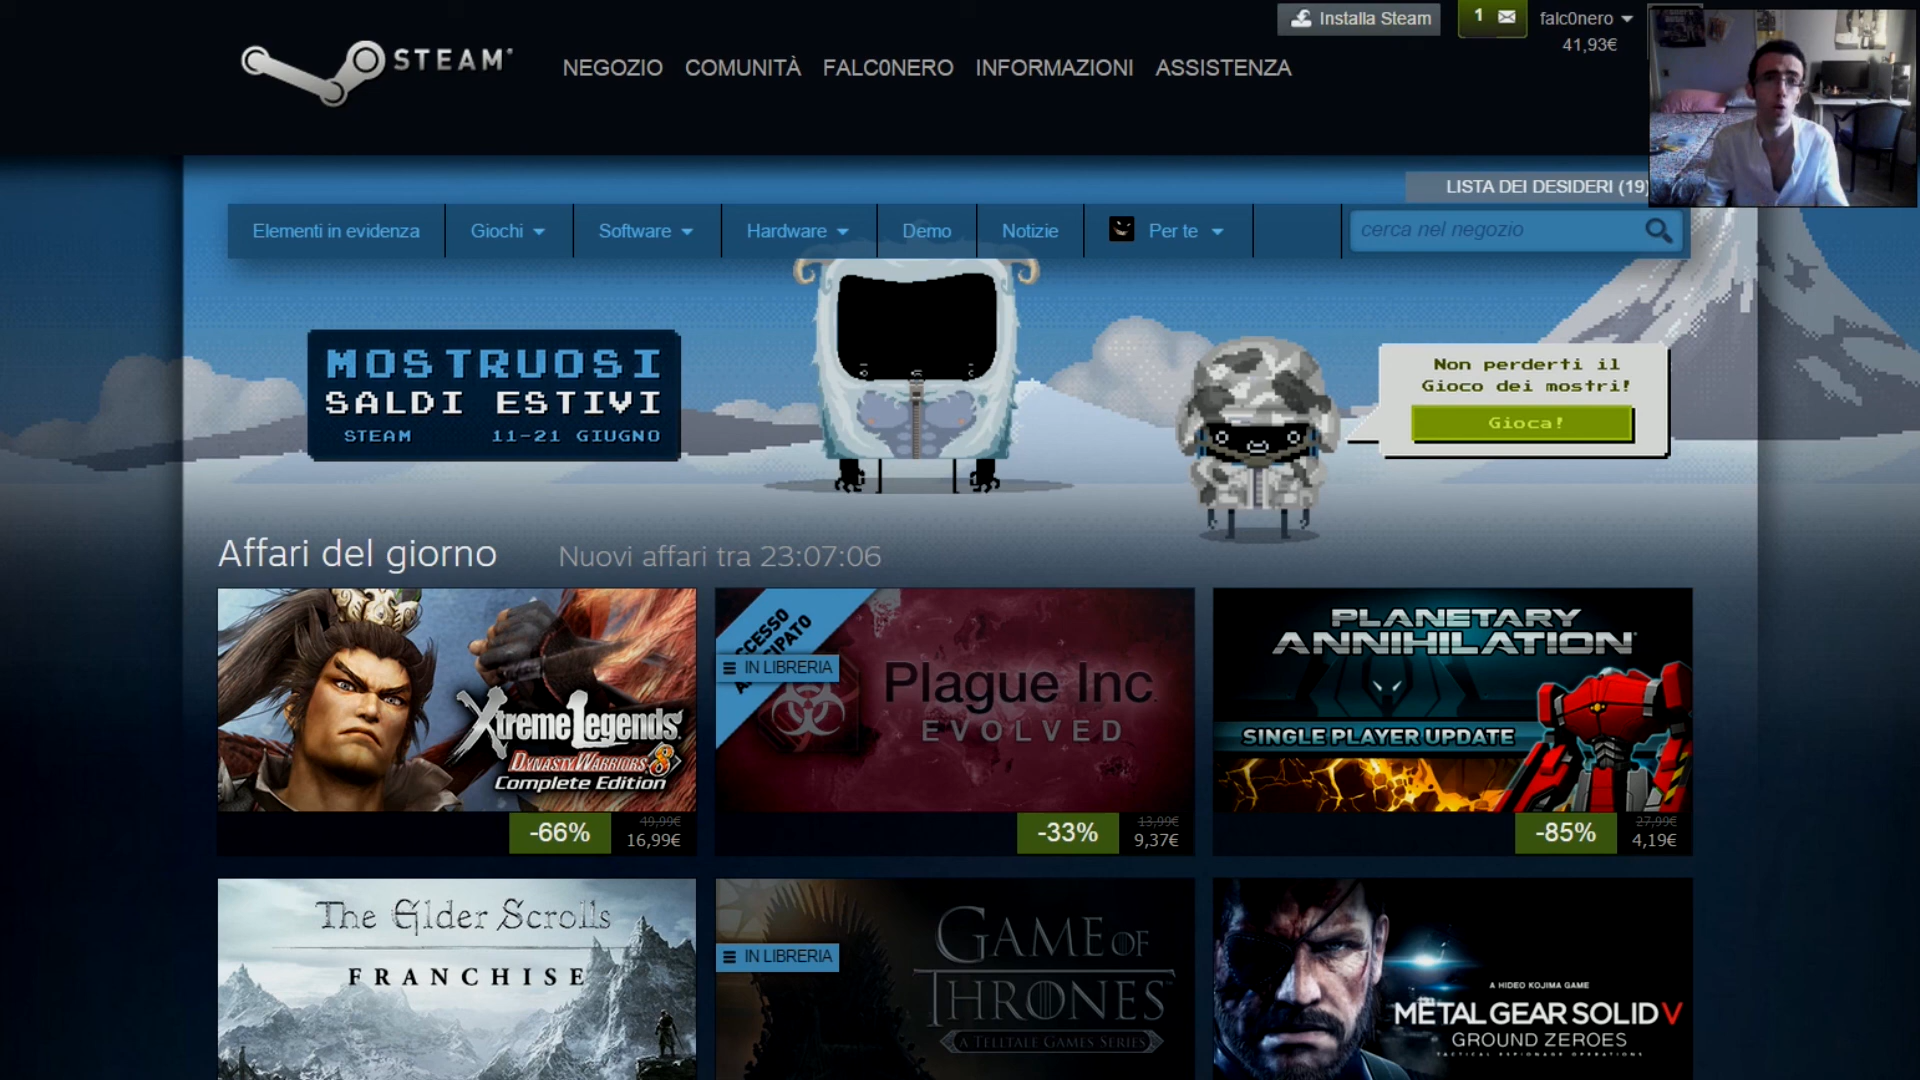 STEAM
NEGOZIO COMUNITÀ FALC0NERO INFORMAZIONI ASSISTENZA
Installa Steam
1
falc0nero
41,93€
LISTA DEI DESIDERI (19)
Elementi in evidenza Giochi Software Hardware Demo Notizie Per te
cerca nel negozio
MOSTRUOSI
SALDI ESTIVI
STEAM 11-21 GIUGNO
Non perderti il
Gioco dei mostri!
Gioca!
Affari del giorno Nuovi affari tra 23:07:06
Xtreme Legends
DYNASTY WARRIORS 8
Complete Edition
-66%
49,99€
16,99€
IN LIBRERIA
Plague Inc
EVOLVED
-33%
13,99€
9,37€
PLANETARY
ANNIHILATION
SINGLE PLAYER UPDATE
-85%
27,99€
4,19€
The Elder Scrolls
FRANCHISE
IN LIBRERIA
GAME OF
THRONES
A TELLTALE GAMES SERIES
A HIDEO KOJIMA GAME
METAL GEAR SOLID V
GROUND ZEROES
TACTICAL ESPIONAGE OPERATIONS